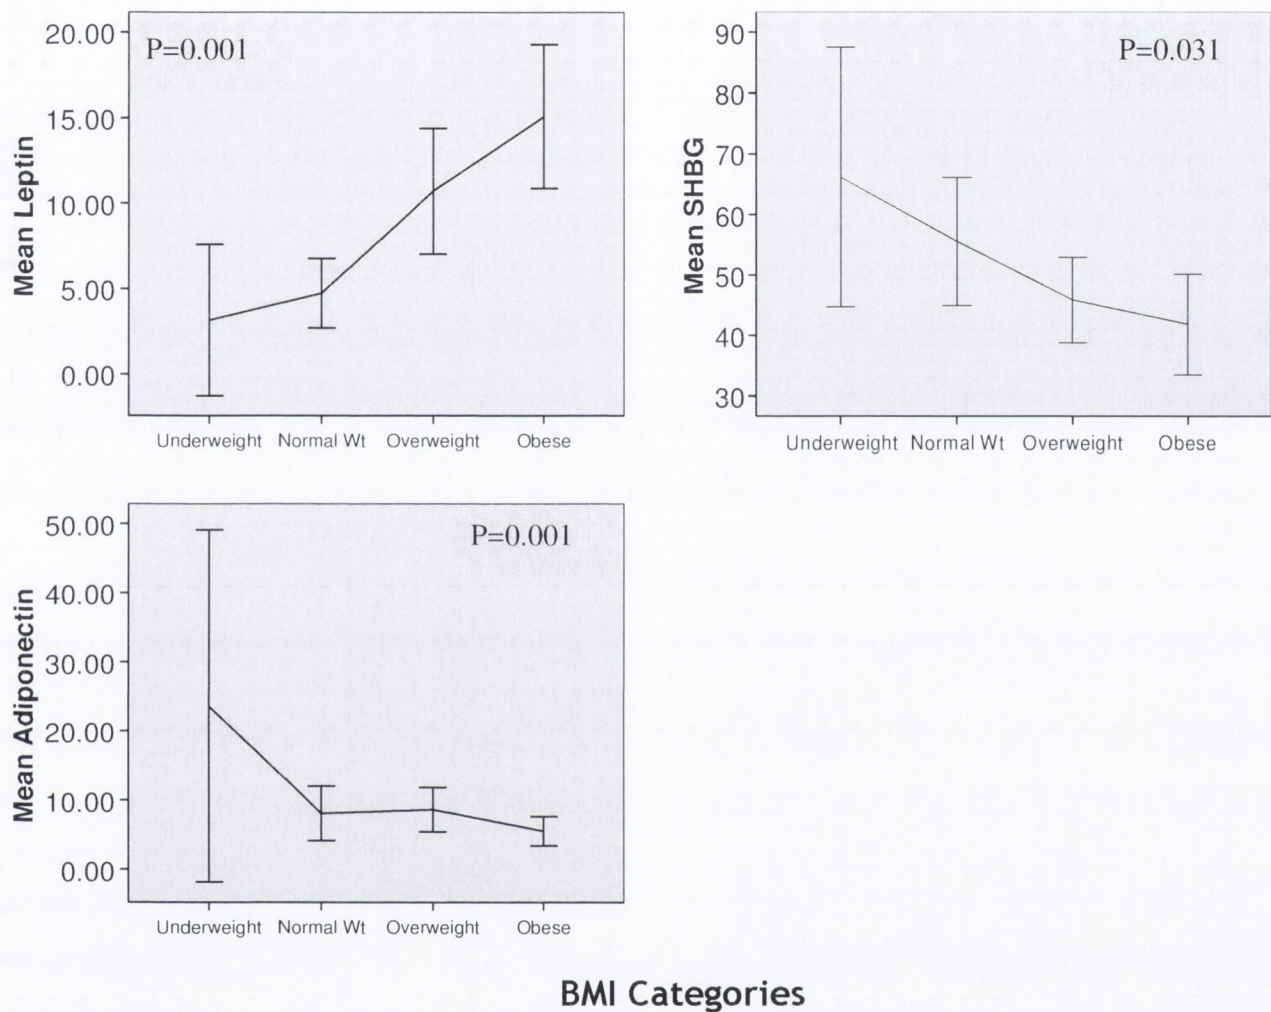 P=0.001
Mean Leptin
20.00
15.00
10.00
5.00
0.00
Underweight Normal Wt Overweight Obese
P=0.031
Mean SHBG
90
80
70
60
50
40
30
Underweight Normal Wt Overweight Obese
P=0.001
Mean Adiponectin
50.00
40.00
30.00
20.00
10.00
0.00
Underweight Normal Wt Overweight Obese
BMI Categories